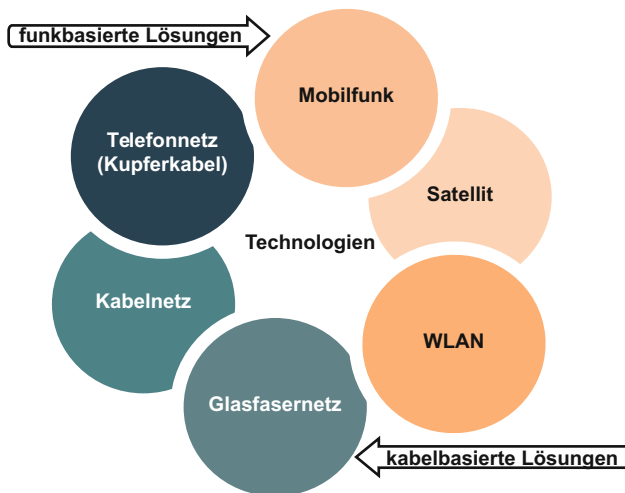 funkbasierte Lösungen
Mobilfunk
Telefonnetz
(Kupferkabel)
Satellit
Technologien
Kabelnetz
WLAN
Glasfasernetz
kabelbasierte Lösungen